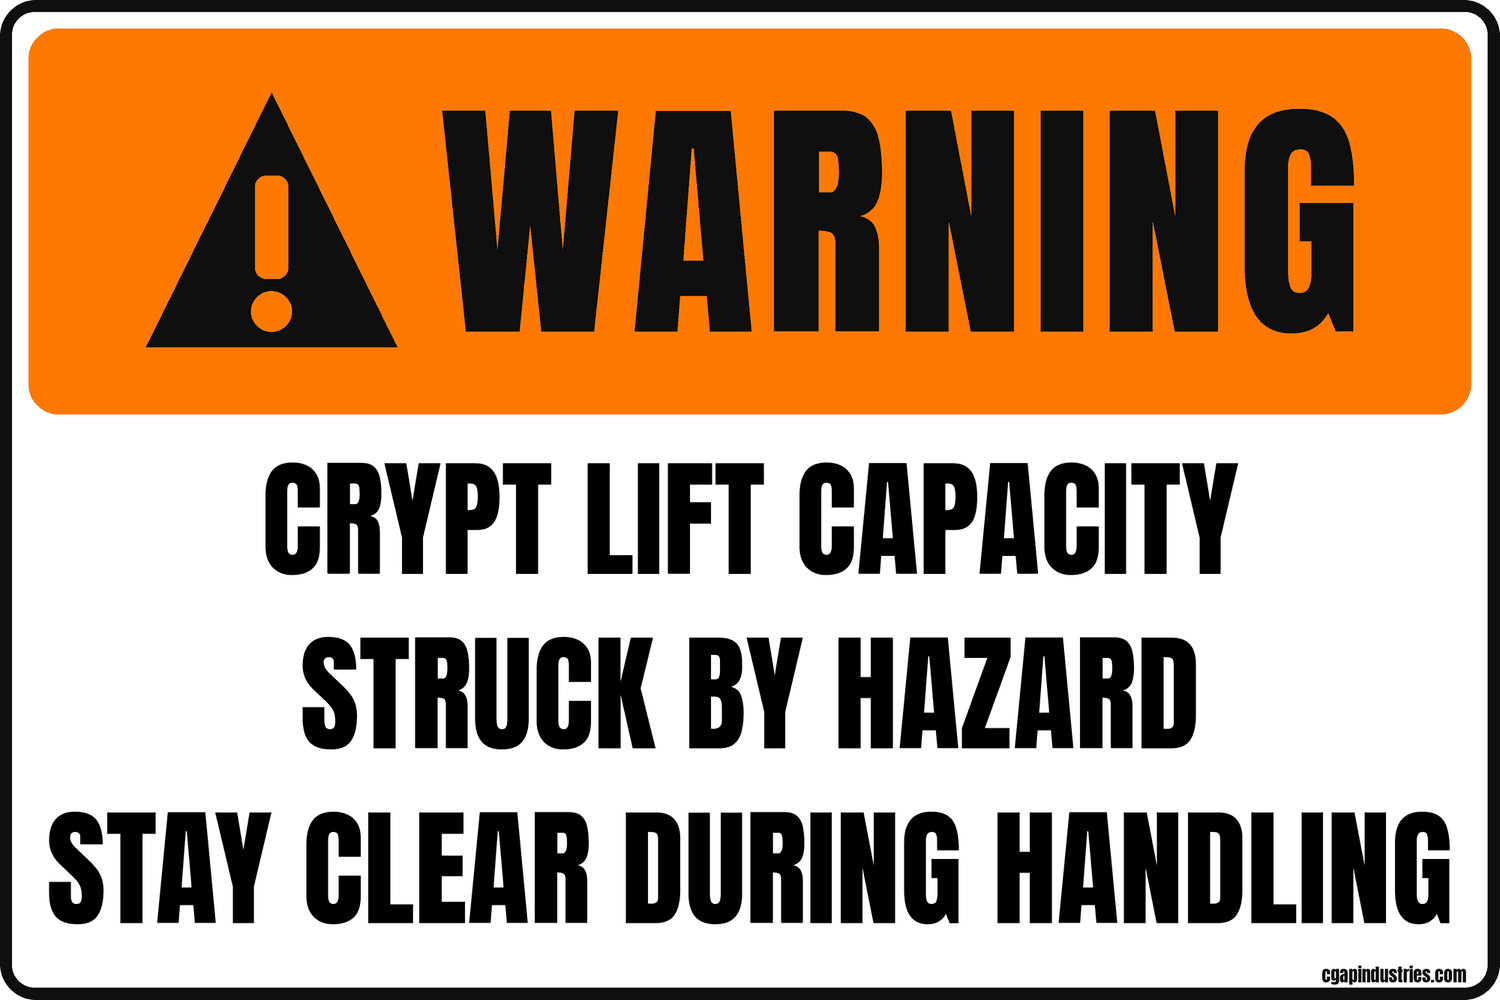 WARNING
CRYPT LIFT CAPACITY
STRUCK BY HAZARD
STAY CLEAR DURING HANDLING
cgapindustries.com